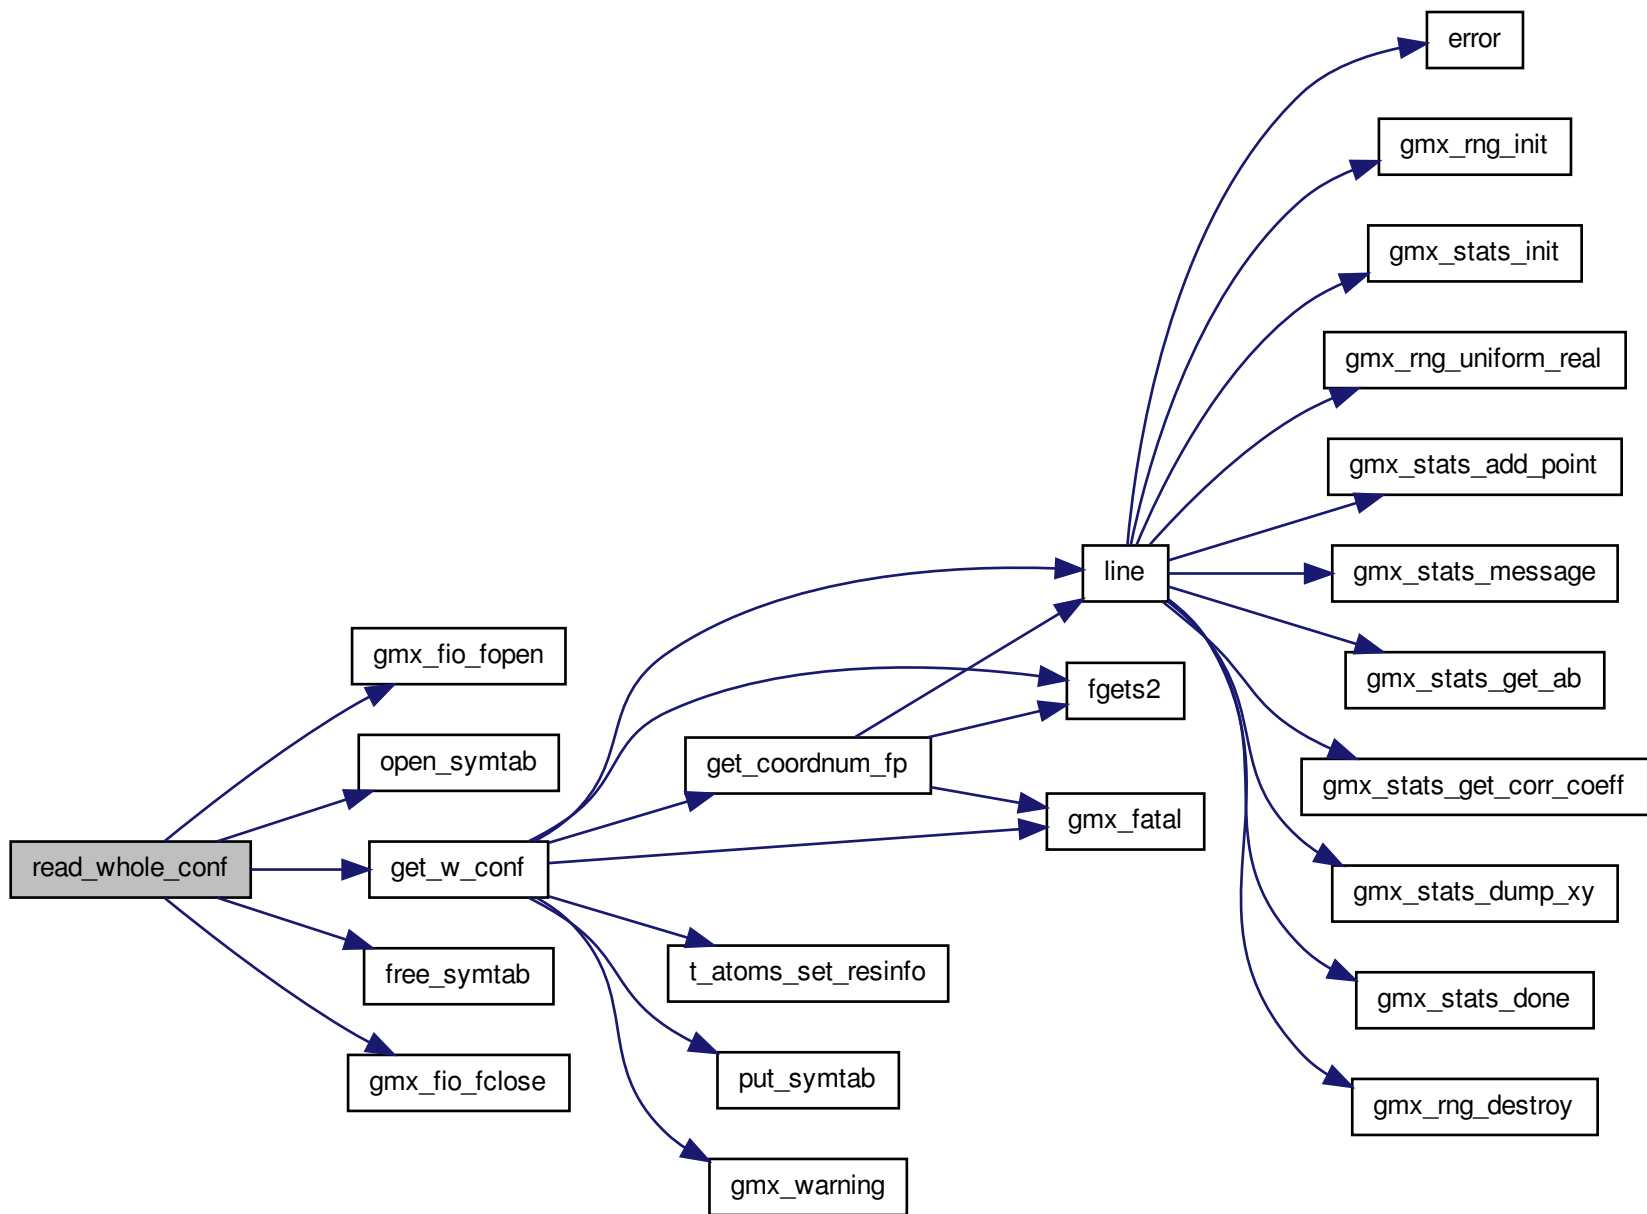 read_whole_conf
gmx_fio_fopen
open_symtab
get_w_conf
free_symtab
gmx_fio_fclose
get_coordnum_fp
t_atoms_set_resinfo
put_symtab
gmx_warning
line
fgets2
gmx_fatal
error
gmx_rng_init
gmx_stats_init
gmx_rng_uniform_real
gmx_stats_add_point
gmx_stats_message
gmx_stats_get_ab
gmx_stats_get_corr_coeff
gmx_stats_dump_xy
gmx_stats_done
gmx_rng_destroy